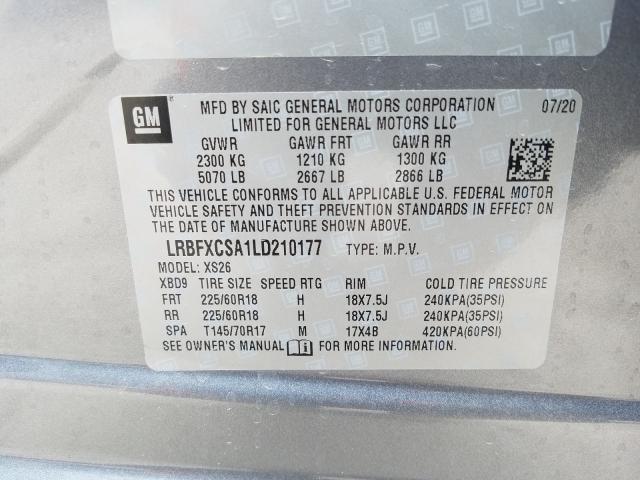 GM
MFD BY SAIC GENERAL MOTORS CORPORATION 07/20
LIMITED FOR GENERAL MOTORS LLC
GVWR GAWR FRT GAWR RR
2300 KG 1210 KG 1300 KG
5070 LB 2667 LB 2866 LB
THIS VEHICLE CONFORMS TO ALL APPLICABLE U.S. FEDERAL MOTOR
VEHICLE SAFETY AND THEFT PREVENTION STANDARDS IN EFFECT ON
THE DATE OF MANUFACTURE SHOWN ABOVE.
LRBFXCSA1LD210177 TYPE: M.P.V.
MODEL: XS26
XBD9 TIRE SIZE SPEED RTG RIM COLD TIRE PRESSURE
FRT 225/60R18 H 18X7.5J 240KPA(35PSI)
RR 225/60R18 H 18X7.5J 240KPA(35PSI)
SPA T145/70R17 M 17X4B 420KPA(60PSI)
SEE OWNER'S MANUAL FOR MORE INFORMATION.